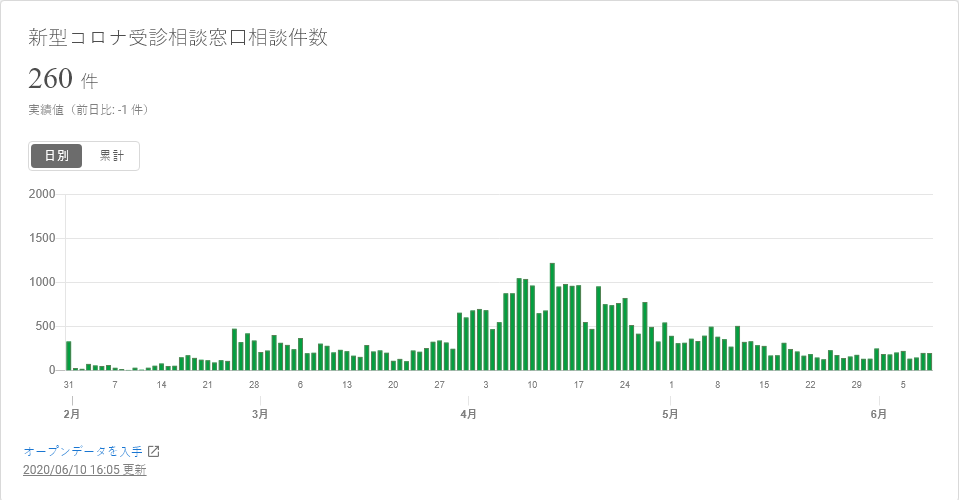 新型コロナ受診相談窓口相談件数
260 件
実績値（前日比: -1 件）
日別 累計
2000
1500
1000
500
0
31 7 14 21 28 6 13 20 27 3 10 17 24 1 8 15 22 29 5
2月 3月 4月 5月 6月
オープンデータを入手
2020/06/10 16:05 更新